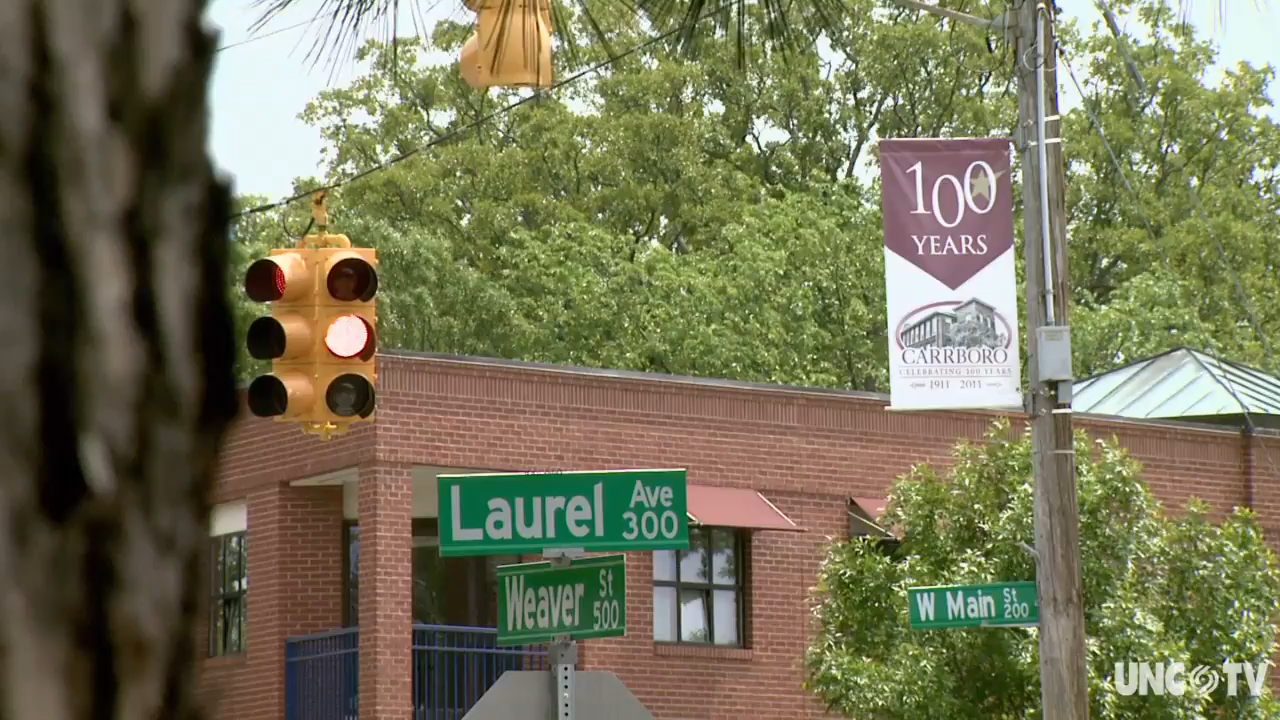 100
YEARS
CARRBORO
CELEBRATING 100 YEARS
1911 2011
Laurel Ave 300
Weaver St 500
W Main St 200
UNC TV